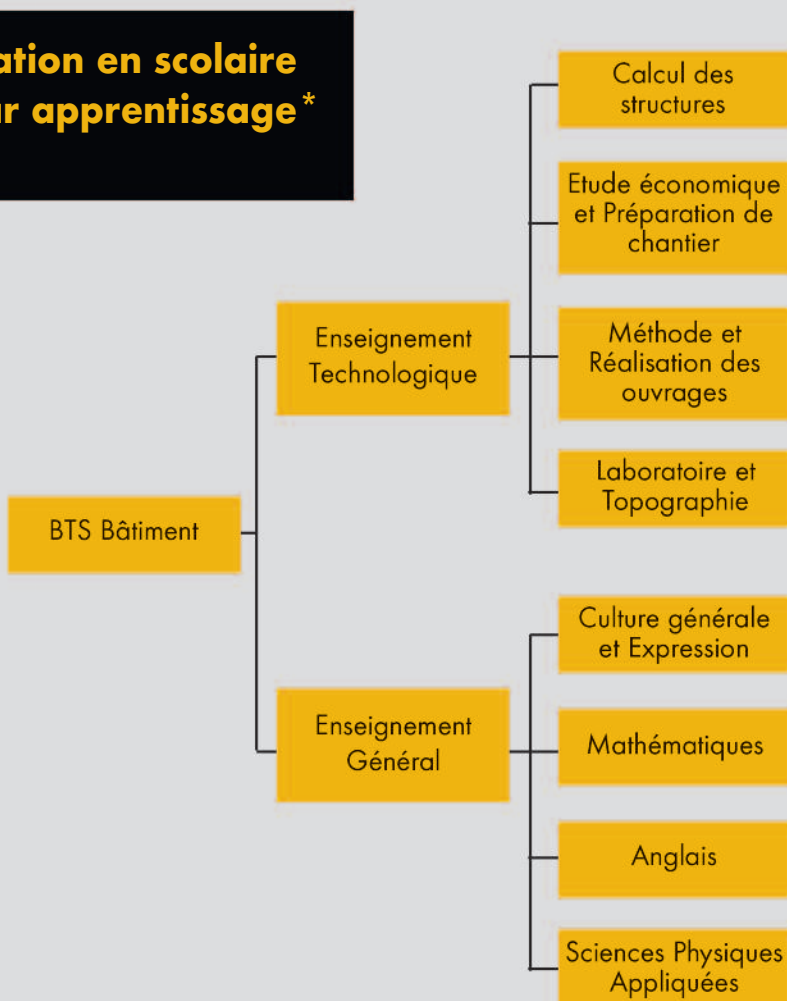 en scolaire
apprentissage*
Calcul des
structures
Etude économique
et Préparation de
chantier
Enseignement
Technologique
Méthode et
Réalisation des
ouvrages
Laboratoire et
Topographie
BTS Bâtiment
Culture générale
et Expression
Enseignement
Général
Mathématiques
Anglais
Sciences Physiques
Appliquées